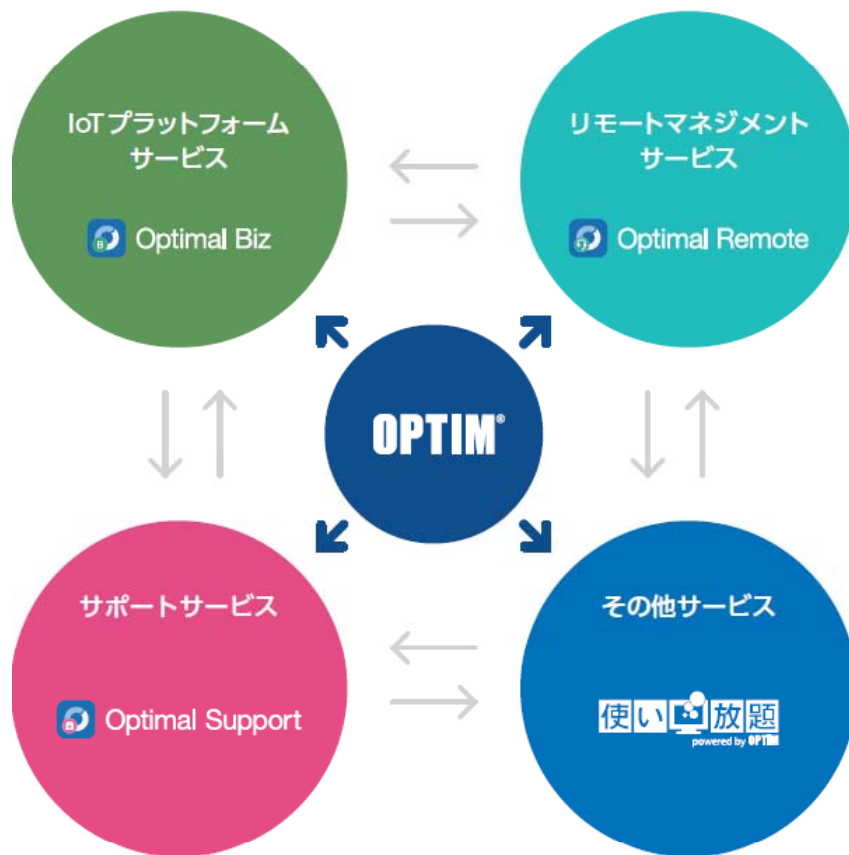 IoTプラットフォーム
サービス
Optimal Biz
リモートマネジメント
サービス
Optimal Remote
OPTIM®
サポートサービス
Optimal Support
その他サービス
使い放題
powered by OPTiM